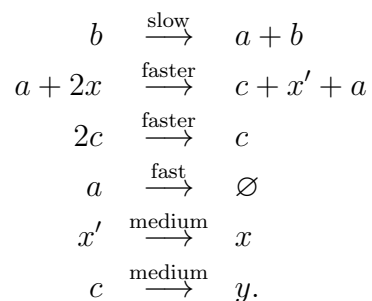 b slow⟶ a + b
a + 2x faster⟶ c + x′ + a
2c faster⟶ c
a fast⟶ ∅
x′ medium⟶ x
c medium⟶ y.